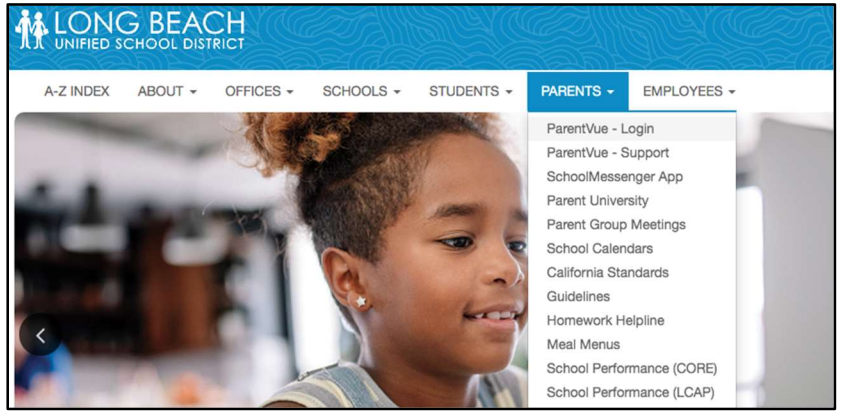 LONG BEACH
UNIFIED SCHOOL DISTRICT
A-Z INDEX ABOUT OFFICES SCHOOLS STUDENTS PARENTS EMPLOYEES
ParentVue - Login
ParentVue - Support
SchoolMessenger App
Parent University
Parent Group Meetings
School Calendars
California Standards
Guidelines
Homework Helpline
Meal Menus
School Performance (CORE)
School Performance (LCAP)